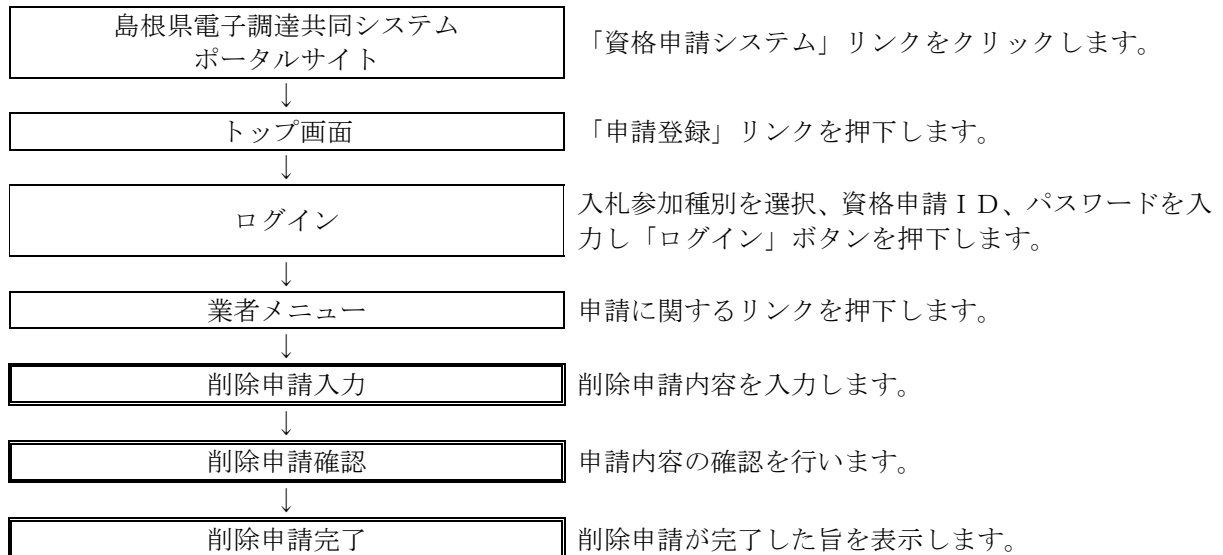 島根県電子調達共同システム
ポータルサイト
「資格申請システム」リンクをクリックします。
↓
トップ画面
「申請登録」リンクを押下します。
↓
ログイン
入札参加種別を選択、資格申請ＩＤ、パスワードを入
力し「ログイン」ボタンを押下します。
↓
業者メニュー
申請に関するリンクを押下します。
↓
削除申請入力
削除申請内容を入力します。
↓
削除申請確認
申請内容の確認を行います。
↓
削除申請完了
削除申請が完了した旨を表示します。